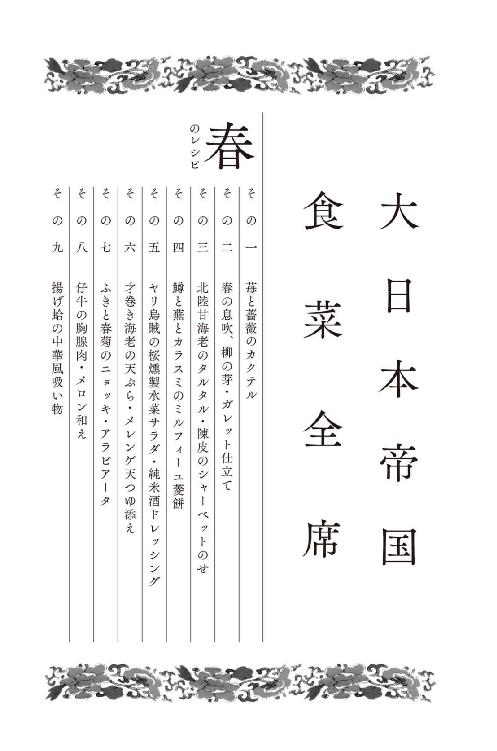 大日本帝国
食菜全席
春のレシピ
その一 苺と薔薇のカクテル
その二 春の息吹、柳の芽・ガレット仕立て
その三 北陸甘海老のタルタル・陳皮のシャーベットのせ
その四 鱒と蕪とカラスミのミルフィーユ菱餅
その五 ヤリ烏賊の桜燻製水菜サラダ・純米酒ドレッシング
その六 才巻き海老の天ぷら・メレンゲ天つゆ添え
その七 ふきと春菊のニョッキ・アラビアータ
その八 仔牛の胸腺肉・メロン和え
その九 揚げ蛤の中華風吸い物